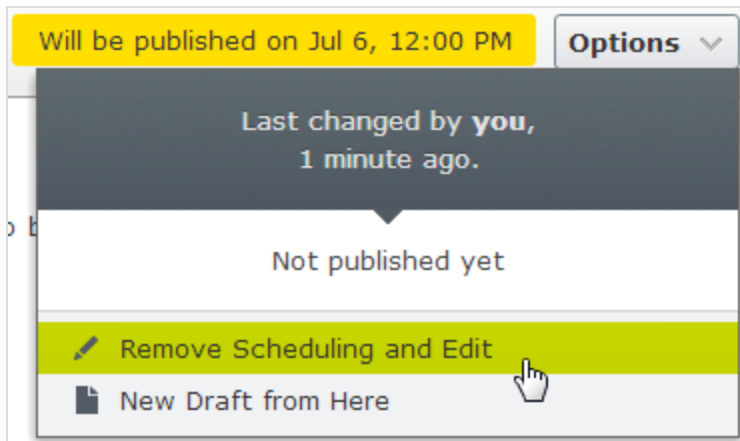 Will be published on Jul 6, 12:00 PM
Options
Last changed by you,
1 minute ago.
Not published yet
Remove Scheduling and Edit
New Draft from Here